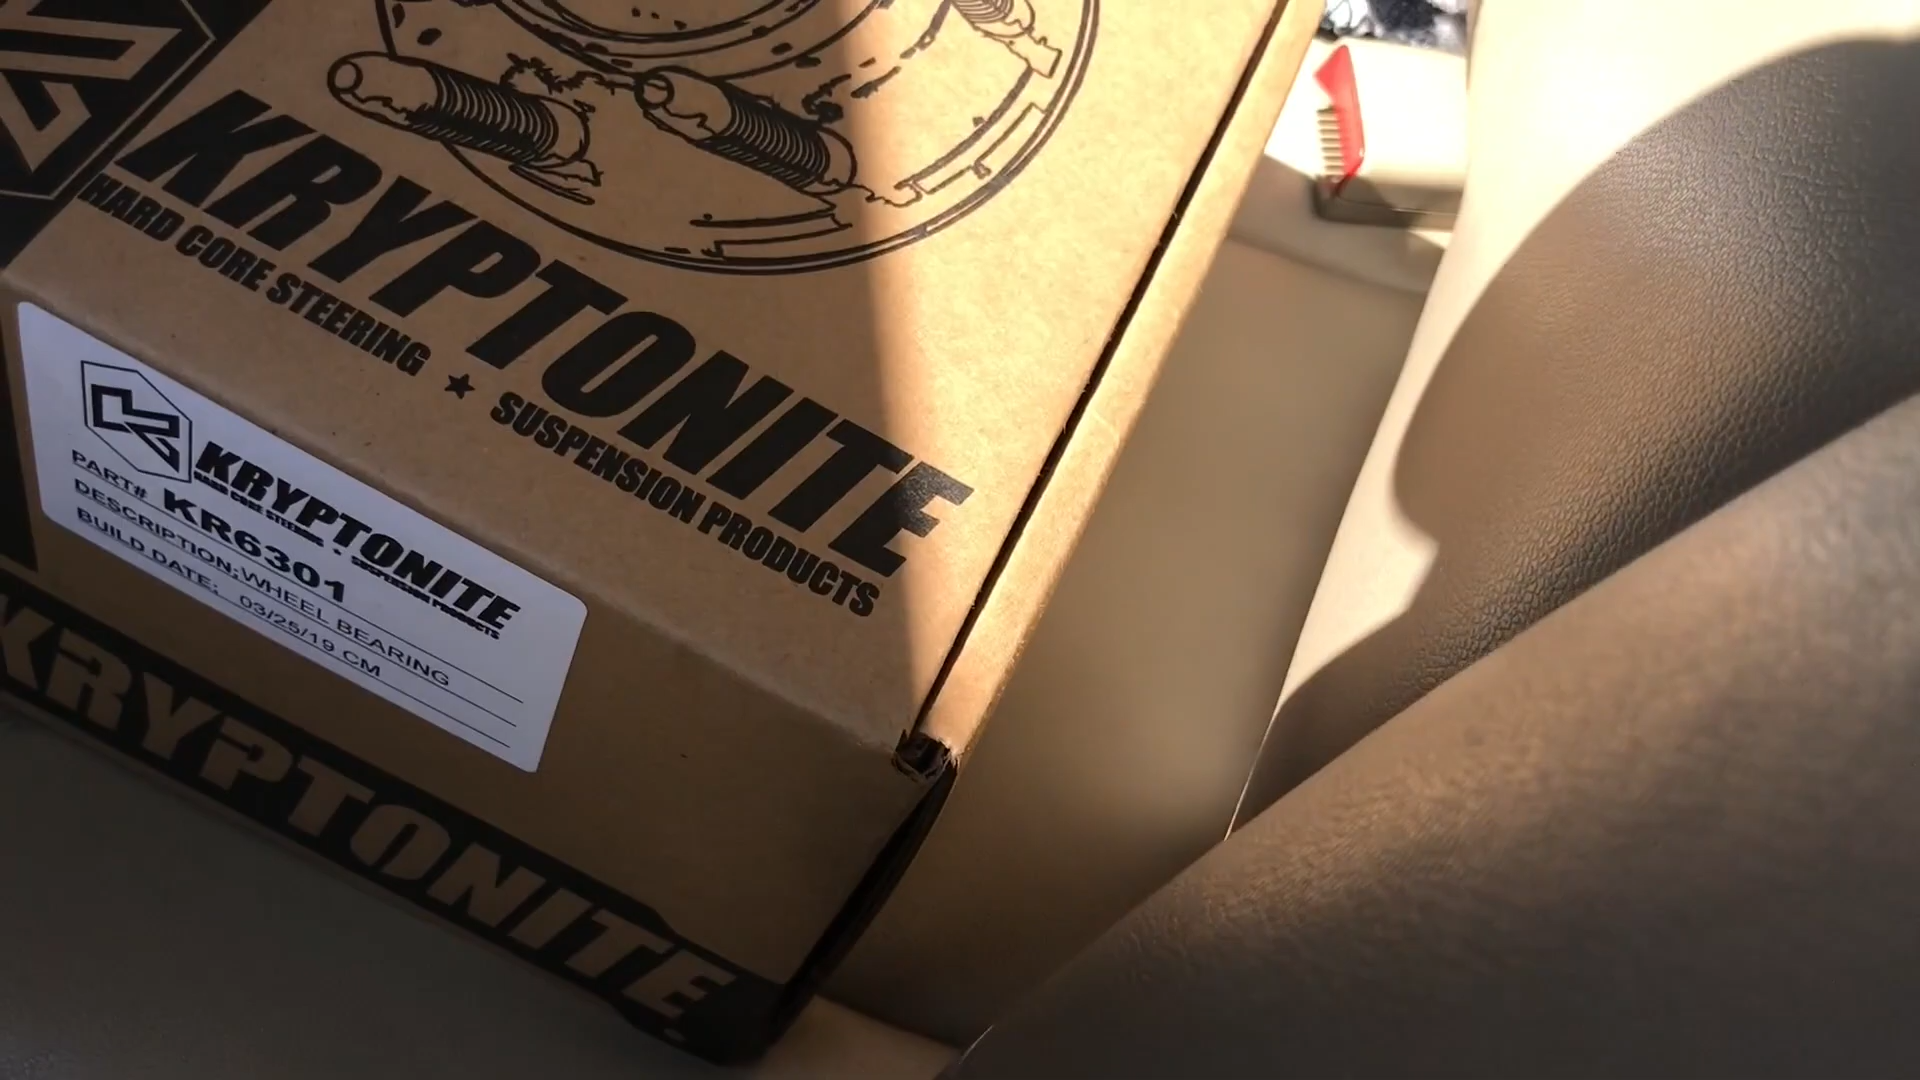 KRYPTONITE
HARD CORE STEERING ★ SUSPENSION PRODUCTS
KRYPTONITE
HARD CORE STEERING ★ SUSPENSION PRODUCTS
PART# KR6301
DESCRIPTION:WHEEL BEARING
BUILD DATE: 03/25/19 CM
KRYPTONITE